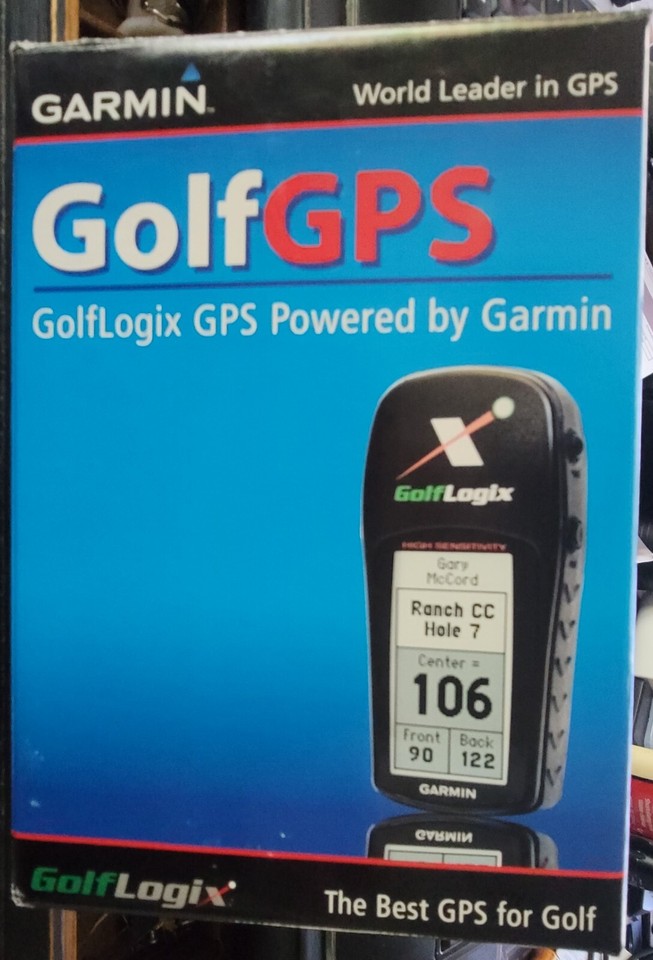 GARMIN™
World Leader in GPS
GolfGPS
GolfLogix GPS Powered by Garmin
X
GolfLogix
HIGH SENSITIVITY
Gary
McCord
Ranch CC
Hole 7
Center =
106
Front Back
90 122
GARMIN
GARMIN
GolfLogix
The Best GPS for Golf